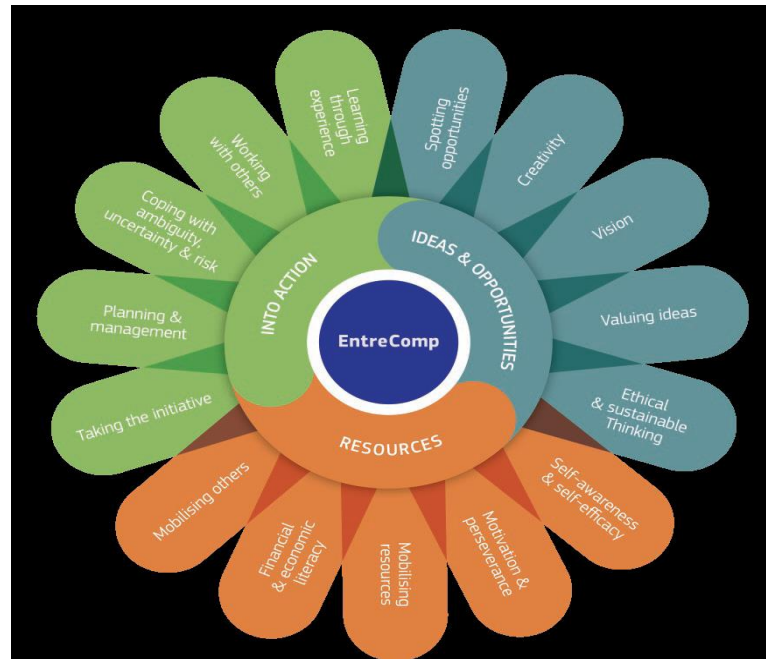 EntreComp
IDEAS & OPPORTUNITIES
Spotting
opportunities
Creativity
Vision
Valuing ideas
Ethical
& sustainable
Thinking
RESOURCES
Self-awareness
& self-efficacy
Motivation &
perseverance
Mobilising
resources
Financial
& economic
literacy
Mobilising others
INTO ACTION
Taking the initiative
Planning &
management
Coping with
ambiguity,
uncertainty & risk
Working
with others
Learning
through
experience